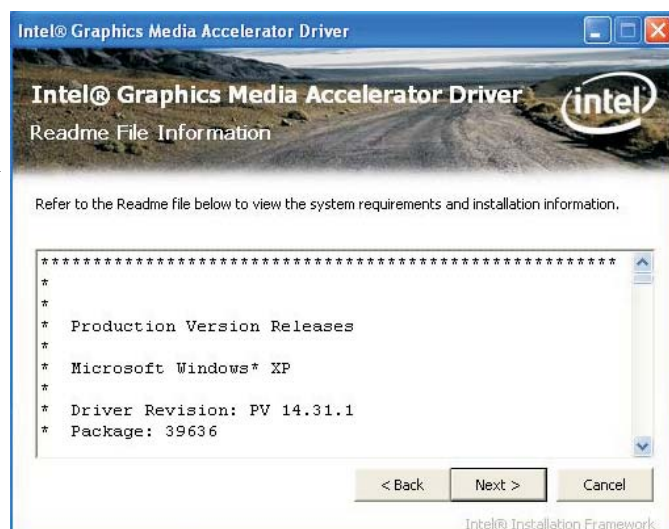 Intel® Graphics Media Accelerator Driver
Intel® Graphics Media Accelerator Driver
intel
Readme File Information
Refer to the Readme file below to view the system requirements and installation information.
*******************************************************
*
*
* Production Version Releases
*
* Microsoft Windows* XP
*
* Driver Revision: PV 14.31.1
* Package: 39636
< Back
Next >
Cancel
Intel® Installation Framework